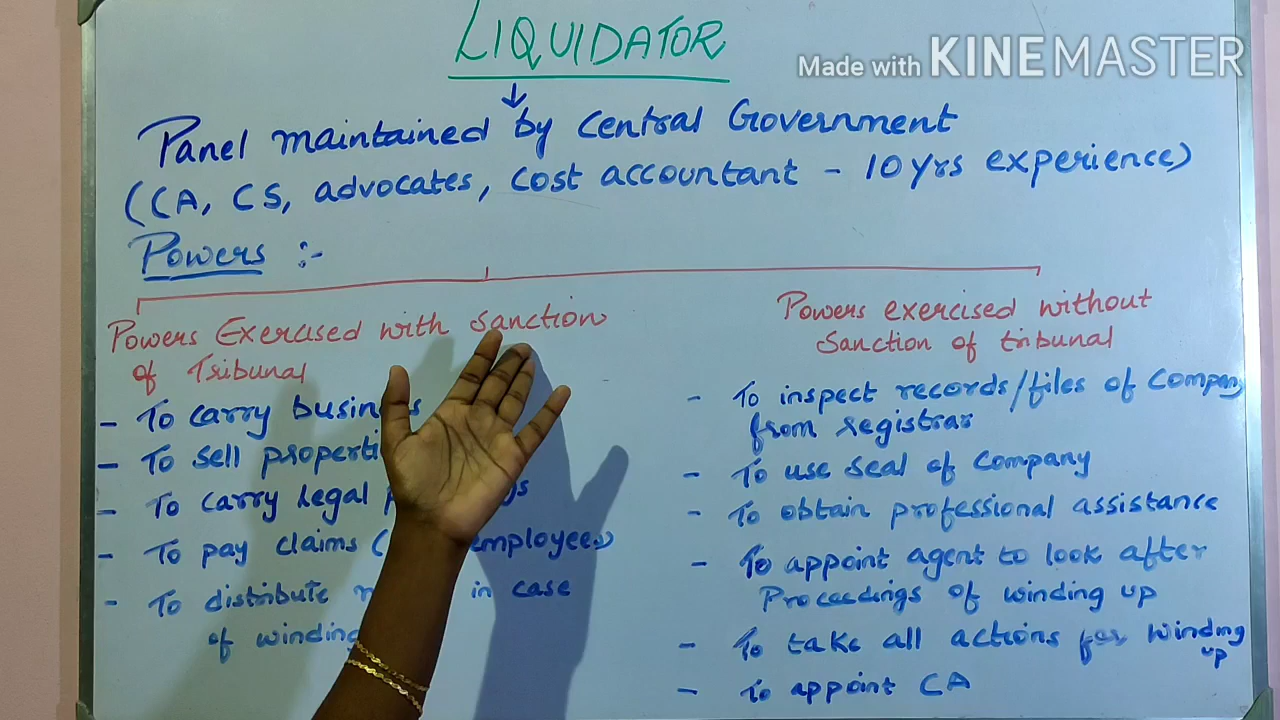 LIQUIDATOR
Made with KINEMASTER
Panel maintained by Central Government
(CA, CS, advocates, cost accountant - 10 yrs experience)
Powers :-
Powers Exercised with sanction
of Tribunal
- To carry business
- To sell properti
- To carry legal p gs
- To pay claims ( employees)
- To distribute in case
of winding
Powers exercised without
Sanction of tribunal
- To inspect records/files of Company
from registrar
- To use seal of Company
- To obtain professional assistance
- To appoint agent to look after
Proceedings of winding up
- To take all actions for winding
up
- To appoint CA